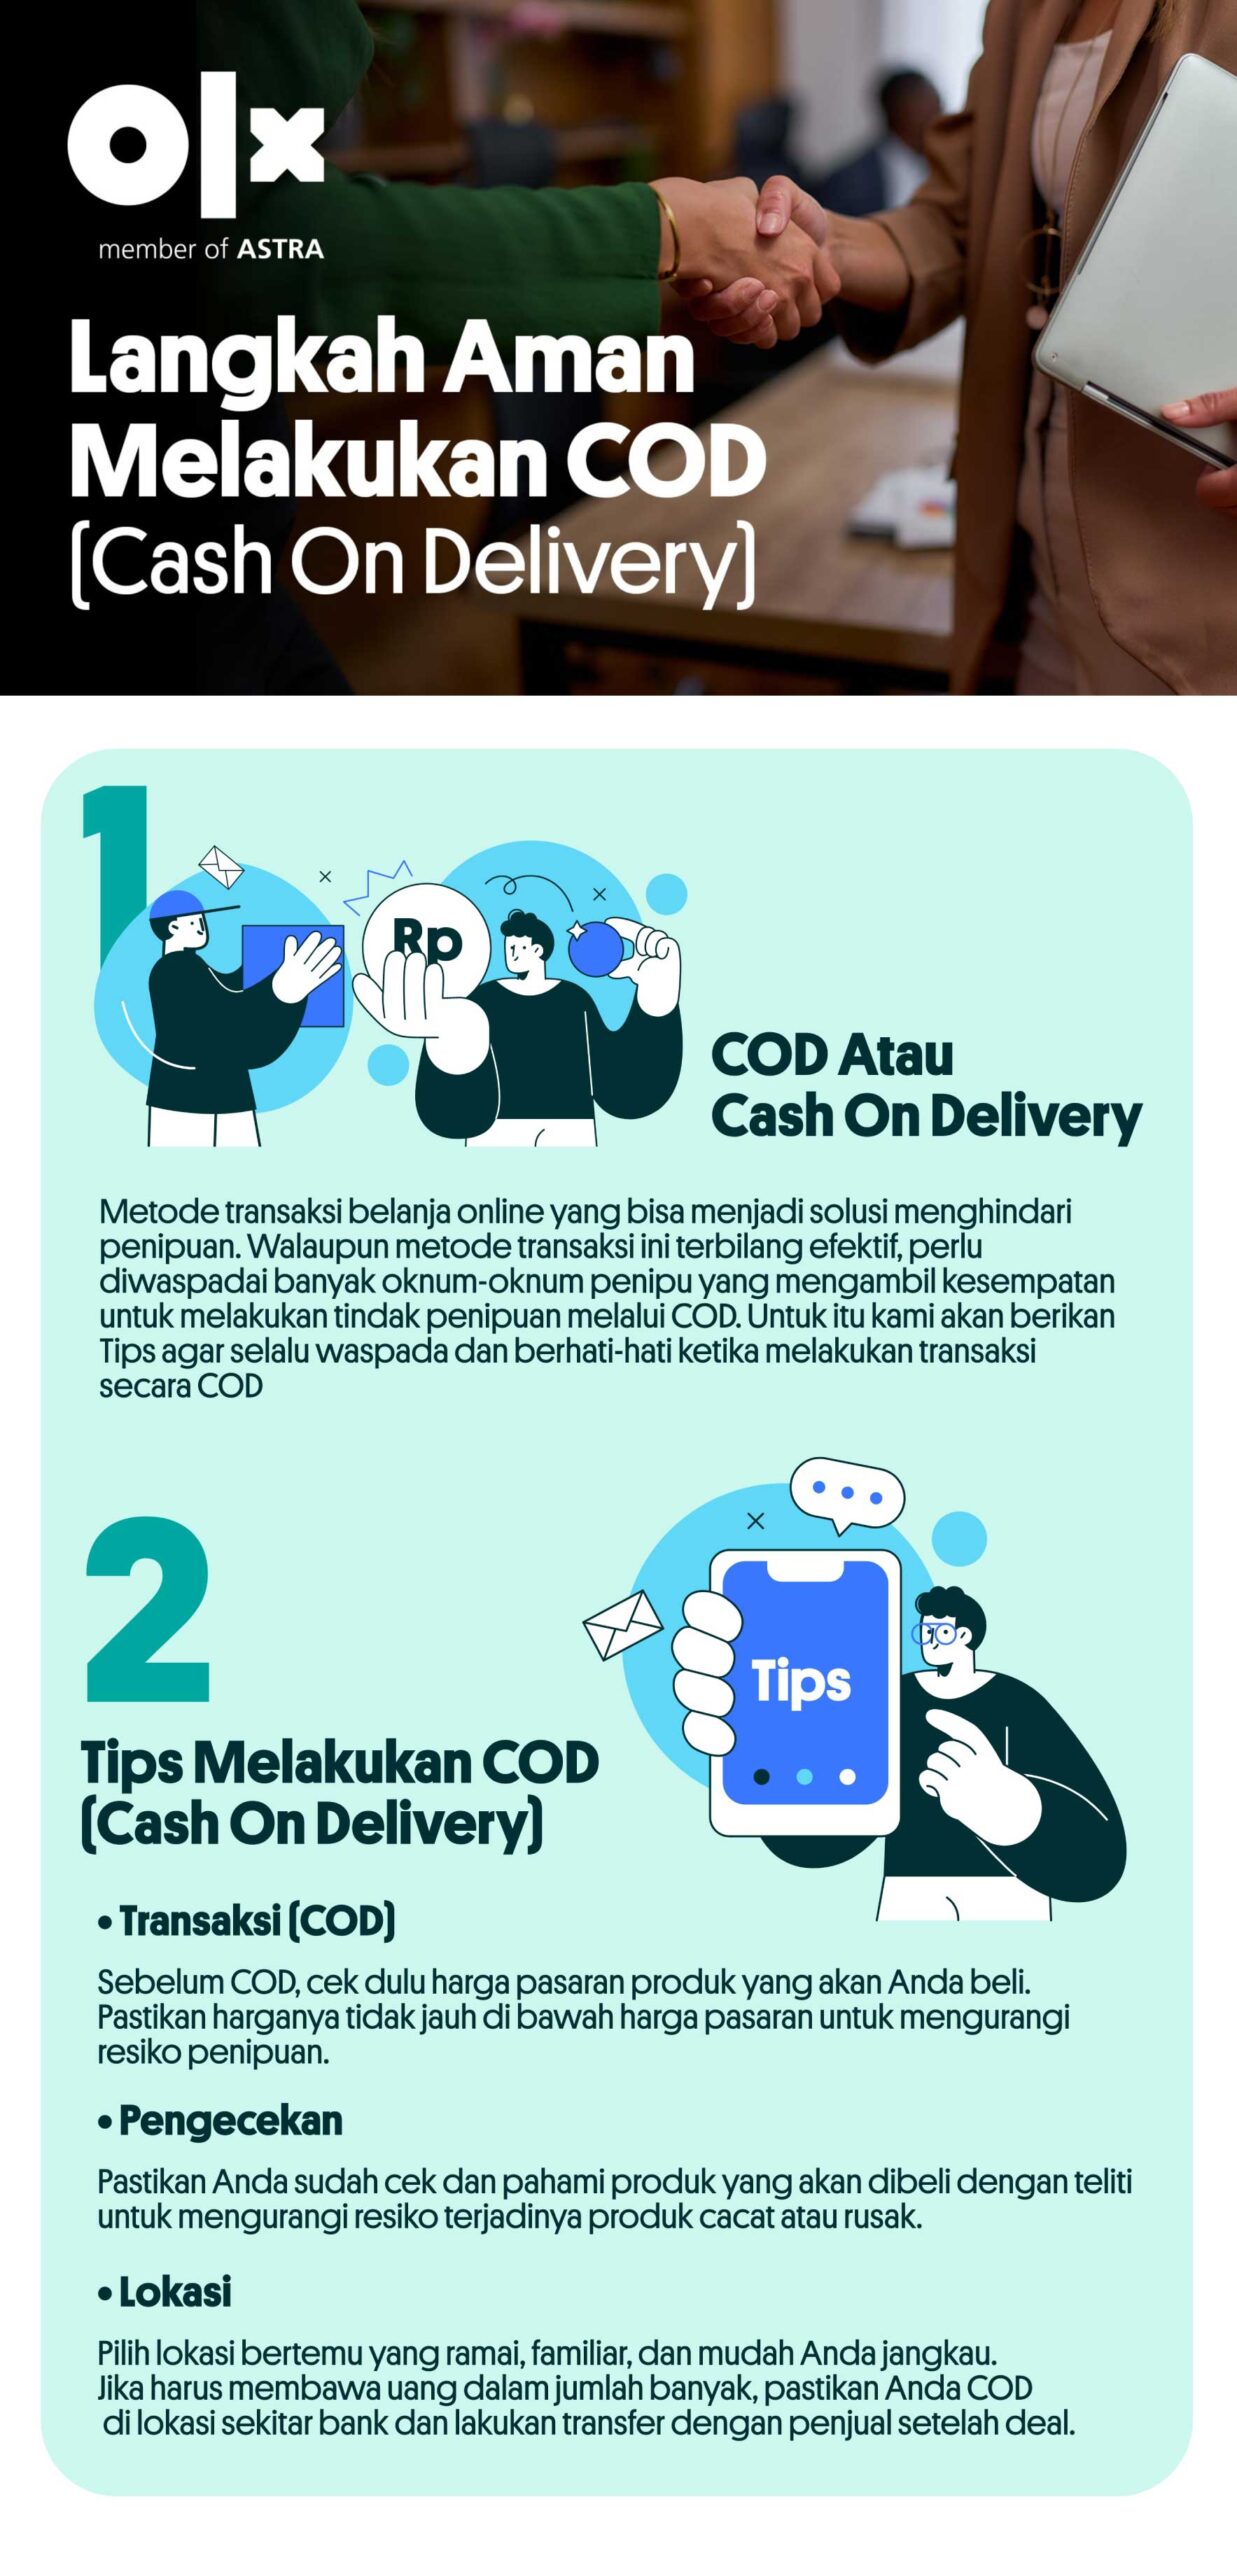 olx
member of ASTRA
Langkah Aman
Melakukan COD
(Cash On Delivery)
1
Rp
COD Atau
Cash On Delivery
Metode transaksi belanja online yang bisa menjadi solusi menghindari
penipuan. Walaupun metode transaksi ini terbilang efektif, perlu
diwaspadai banyak oknum-oknum penipu yang mengambil kesempatan
untuk melakukan tindak penipuan melalui COD. Untuk itu kami akan berikan
Tips agar selalu waspada dan berhati-hati ketika melakukan transaksi
secara COD
2
Tips
Tips Melakukan COD
(Cash On Delivery)
• Transaksi (COD)
Sebelum COD, cek dulu harga pasaran produk yang akan Anda beli.
Pastikan harganya tidak jauh di bawah harga pasaran untuk mengurangi
resiko penipuan.
• Pengecekan
Pastikan Anda sudah cek dan pahami produk yang akan dibeli dengan teliti
untuk mengurangi resiko terjadinya produk cacat atau rusak.
• Lokasi
Pilih lokasi bertemu yang ramai, familiar, dan mudah Anda jangkau.
Jika harus membawa uang dalam jumlah banyak, pastikan Anda COD
di lokasi sekitar bank dan lakukan transfer dengan penjual setelah deal.